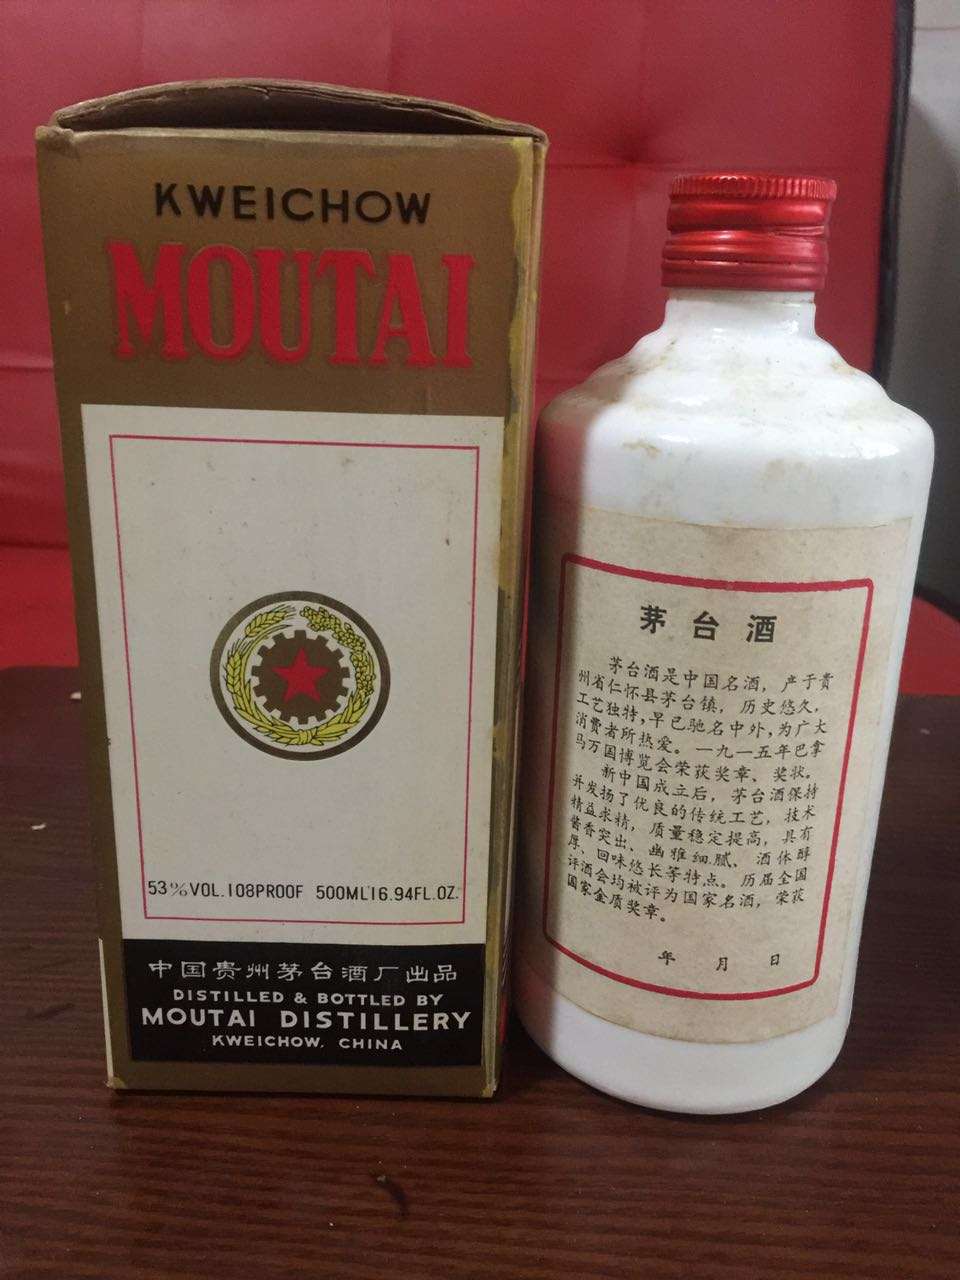 KWEICHOW
MOUTAI
53%VOL.108PROOF 500ML16.94FL.OZ.
中国贵州茅台酒厂出品
DISTILLED & BOTTLED BY
MOUTAI DISTILLERY
KWEICHOW. CHINA
茅台酒
茅台酒是中国名酒，产于贵
州省仁怀县茅台镇，历史悠久，
工艺独特，早已驰名中外，为广大
消费者所热爱。一九一五年巴拿
马万国博览会荣获奖章、奖状。
新中国成立后，茅台酒保持
并发扬了优良的传统工艺，技术
精益求精，质量稳定提高，具有
酱香突出、幽雅细腻、酒体醇
厚、回味悠长等特点。历届全国
评酒会均被评为国家名酒，荣获
国家金质奖章。
年 月 日